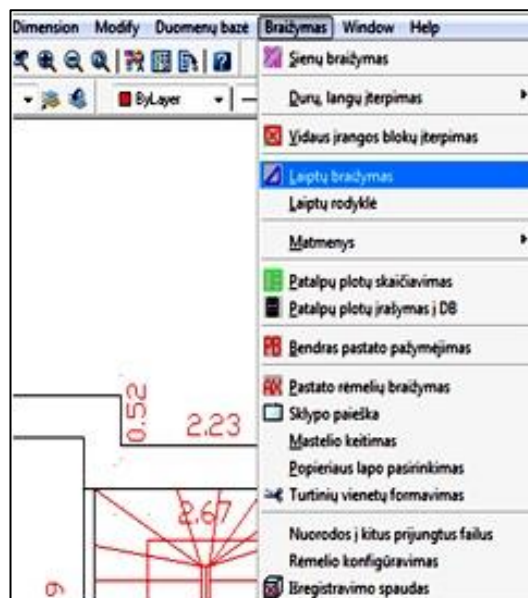 Dimension Modify Duomenų bazė Braižymas Window Help
ByLayer
Sienų braižymas
Durų, langų įterpimas
Vidaus įrangos blokų įterpimas
Laiptų braižymas
Laiptų rodyklė
Matmenys
Patalpų plotų skaičiavimas
Patalpų plotų įrašymas į DB
PB Bendras pastato pažymėjimas
Pastato rėmelių braižymas
Sklypo paieška
Mastelio keitimas
Popieriaus lapo pasirinkimas
Turtinių vienetų formavimas
Nuorodos į kitus prijungtus failus
Rėmelio konfigūravimas
Išregistravimo spaudas
0.52
2.23
2.67